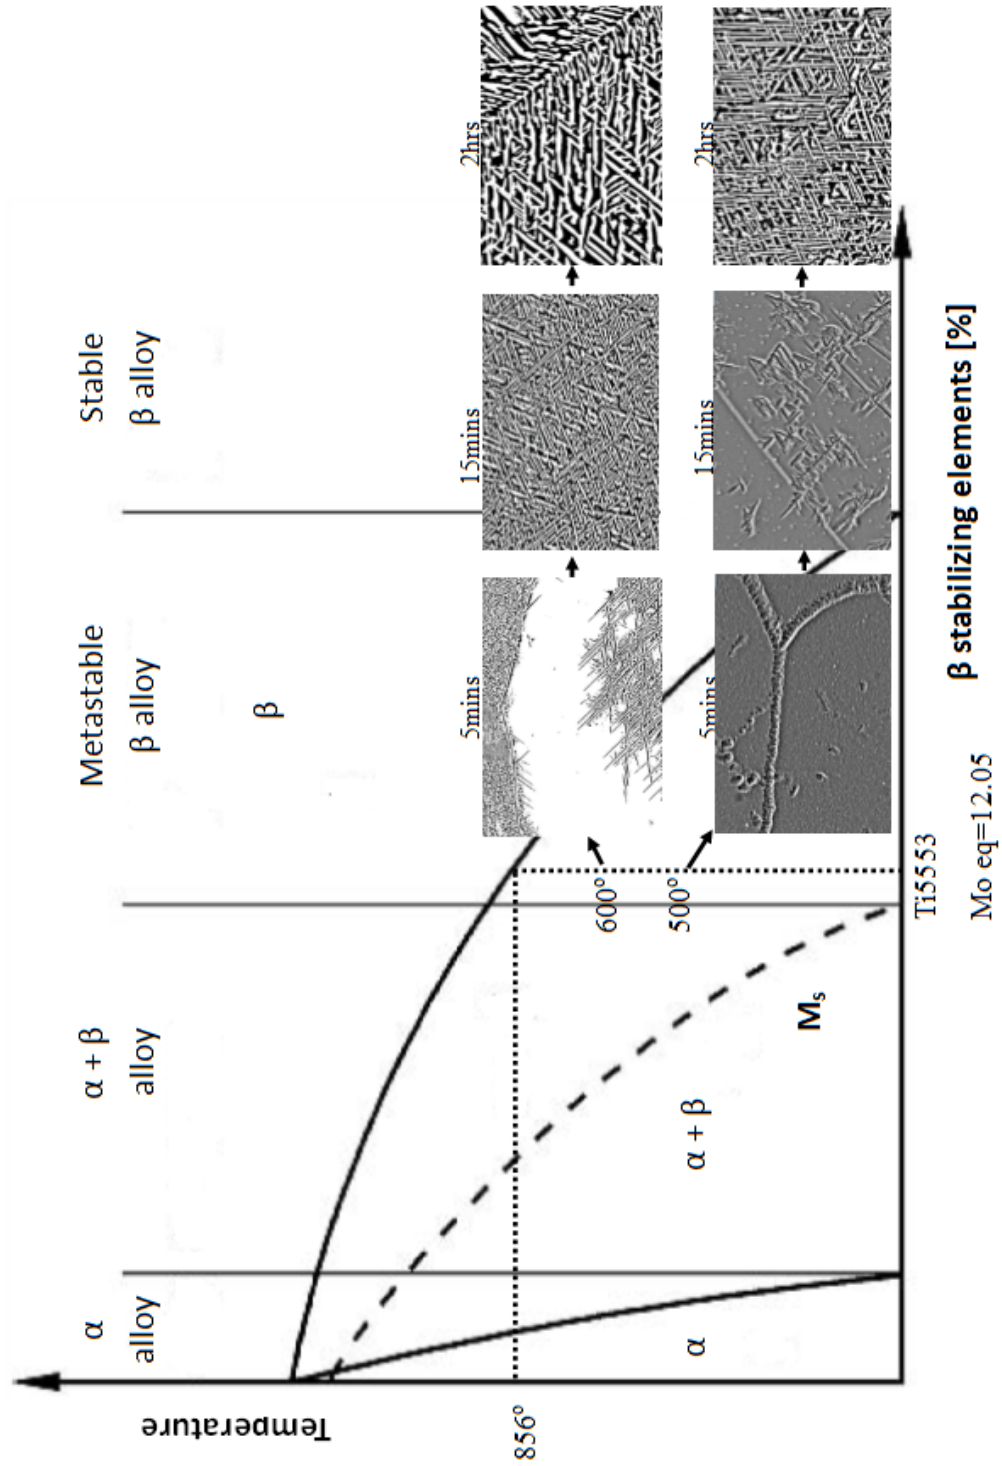 α
alloy
α + β
alloy
Metastable
β alloy
Stable
β alloy
β
Temperature
856°
α
α + β
Mₛ
600°
500°
5mins
15mins
2hrs
5mins
15mins
2hrs
Ti5553
Mo eq=12.05
β stabilizing elements [%]